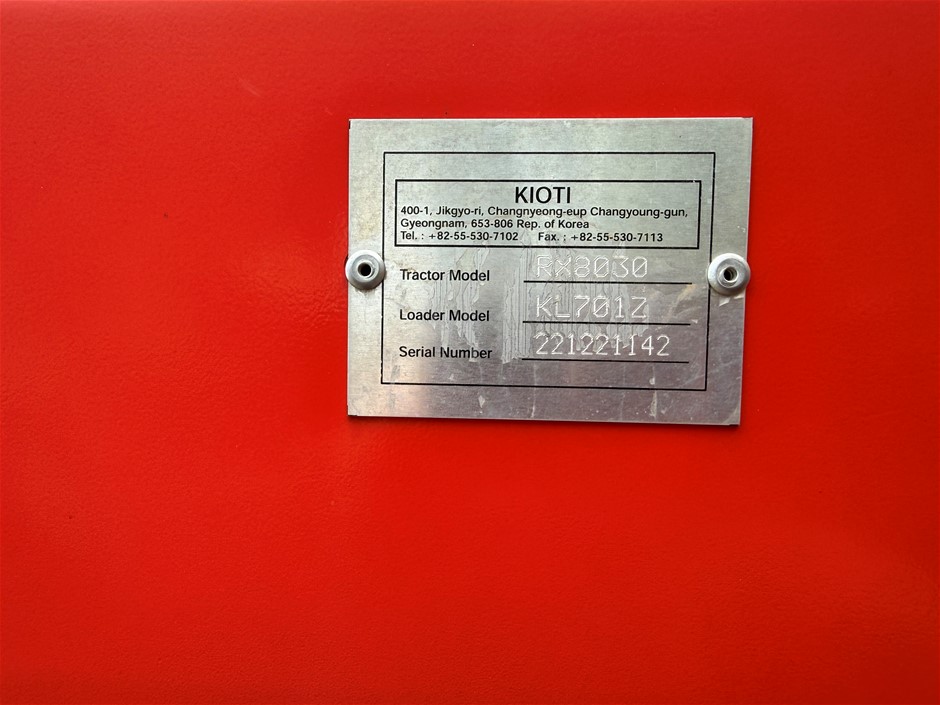 KIOTI
400-1, Jikgyo-ri, Changnyeong-eup Changyoung-gun,
Gyeongnam, 653-806 Rep. of Korea
Tel. : +82-55-530-7102 Fax. : +82-55-530-7113
Tractor Model RX8030
Loader Model KL701Z
Serial Number 221221142